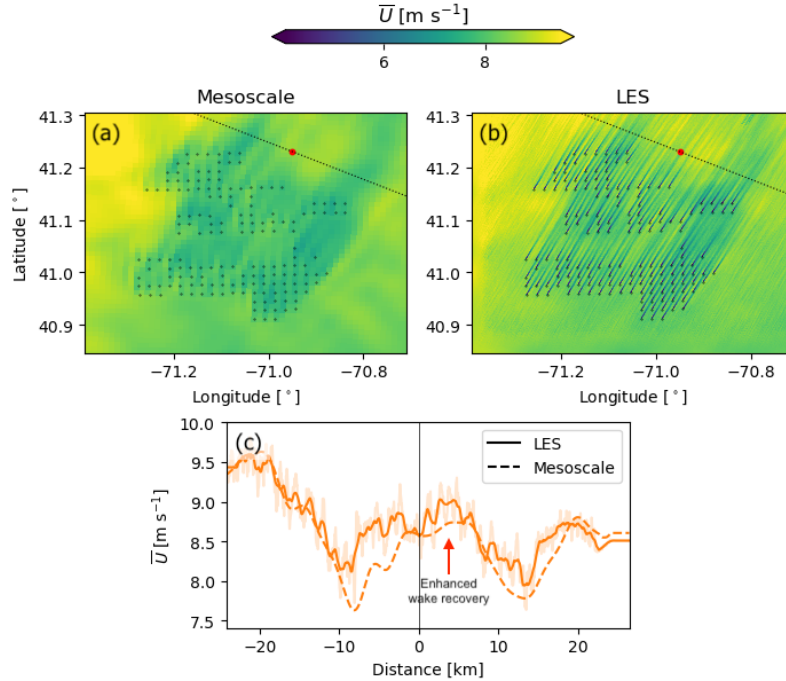 U̅ [m s⁻¹]
6 8
Mesoscale LES
(a) (b)
41.3 41.3
41.2 41.2
41.1 41.1
41.0 41.0
40.9 40.9
Latitude [°]
−71.2 −71.0 −70.8 −71.2 −71.0 −70.8
Longitude [°] Longitude [°]
(c)
LES
Mesoscale
10.0
9.5
9.0
8.5
8.0
7.5
U̅ [m s⁻¹]
Enhanced
wake recovery
−20 −10 0 10 20
Distance [km]